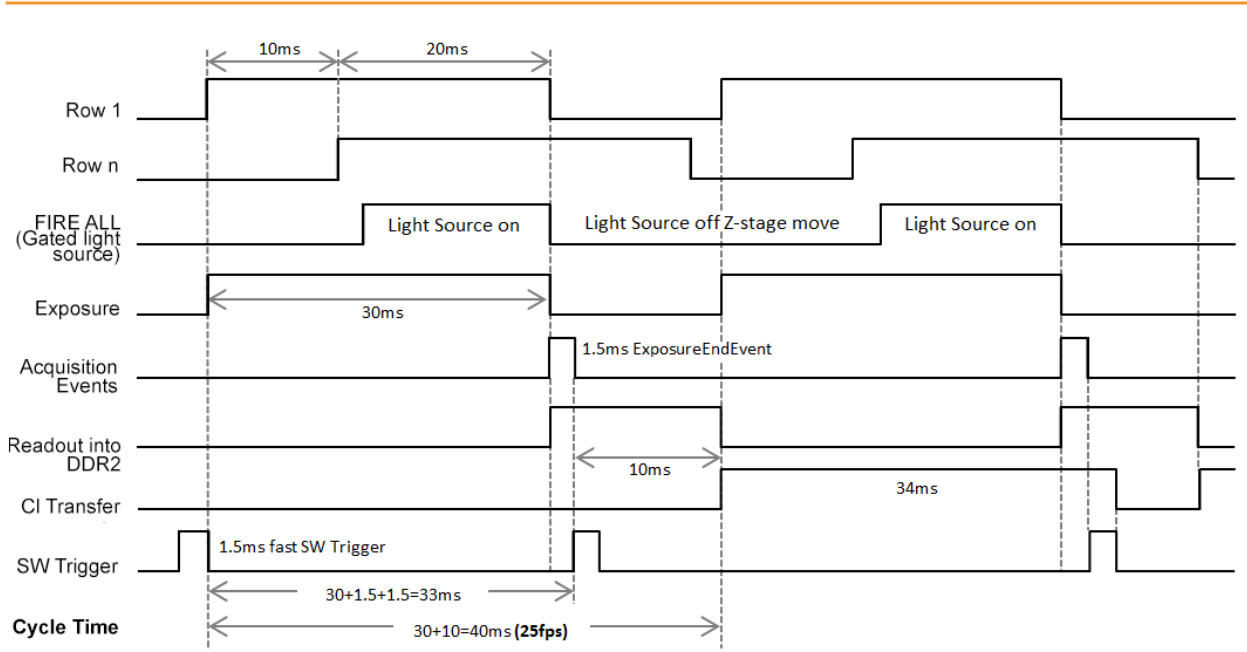 10ms
20ms
Row 1
Row n
FIRE ALL
(Gated light
source)
Light Source on
Light Source off Z-stage move
Light Source on
Exposure
30ms
Acquisition
Events
1.5ms ExposureEndEvent
Readout into
DDR2
10ms
CI Transfer
34ms
SW Trigger
1.5ms fast SW Trigger
30+1.5+1.5=33ms
Cycle Time
30+10=40ms (25fps)